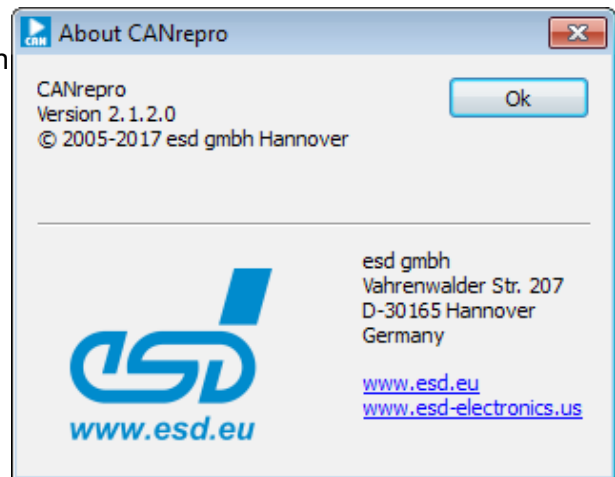 About CANrepro
CAN
CANrepro
Ok
Version 2.1.2.0
© 2005-2017 esd gmbh Hannover
esd gmbh
Vahrenwalder Str. 207
D-30165 Hannover
Germany
www.esd.eu
www.esd-electronics.us
esd
www.esd.eu